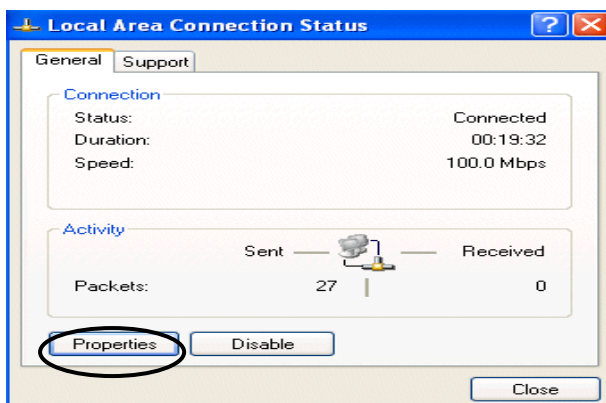 Local Area Connection Status
General Support
Connection
Status: Connected
Duration: 00:19:32
Speed: 100.0 Mbps
Activity
Sent Received
Packets: 27 0
Properties Disable
Close